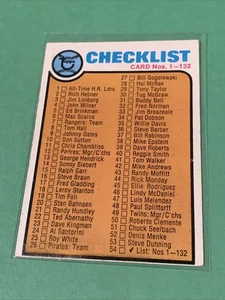 CHECKLIST
CARD Nos. 1-132
1 All-Time H.R. Ldrs.
2 Rich Hebner
3 Jim Lonborg
4 John Milner
5 Ed Brinkman
6 Mac Scarce
7 Rangers: Team
8 Tom Hall
9 Johnny Oates
10 Don Sutton
11 Chris Chambliss
12 Padres: Mgr/C'chs
13 George Hendrick
14 Sonny Siebert
15 Ralph Garr
16 Steve Braun
17 Fred Gladding
18 Leroy Stanton
19 Tim Foli
20 Stan Bahnsen
21 Randy Hundley
22 Ted Abernathy
23 Dave Kingman
24 Al Santorini
25 Roy White
26 Pirates: Team
27 Bill Gogolewski
28 Hal McRae
29 Tony Taylor
30 Tug McGraw
31 Buddy Bell
32 Fred Norman
33 Jim Breazeale
34 Pat Dobson
35 Willie Davis
36 Steve Barber
37 Bill Robinson
38 Mike Epstein
39 Dave Roberts
40 Reggie Smith
41 Tom Walker
42 Mike Andrews
43 Randy Moffitt
44 Rick Monday
45 Ellie Rodriguez
46 Lindy McDaniel
47 Luis Melendez
48 Paul Splittorff
49 Twins: Mgr/C'chs
50 Roberto Clemente
51 Chuck Seelbach
52 Denis Menke
53 Steve Dunning
54 List: Nos 1-132